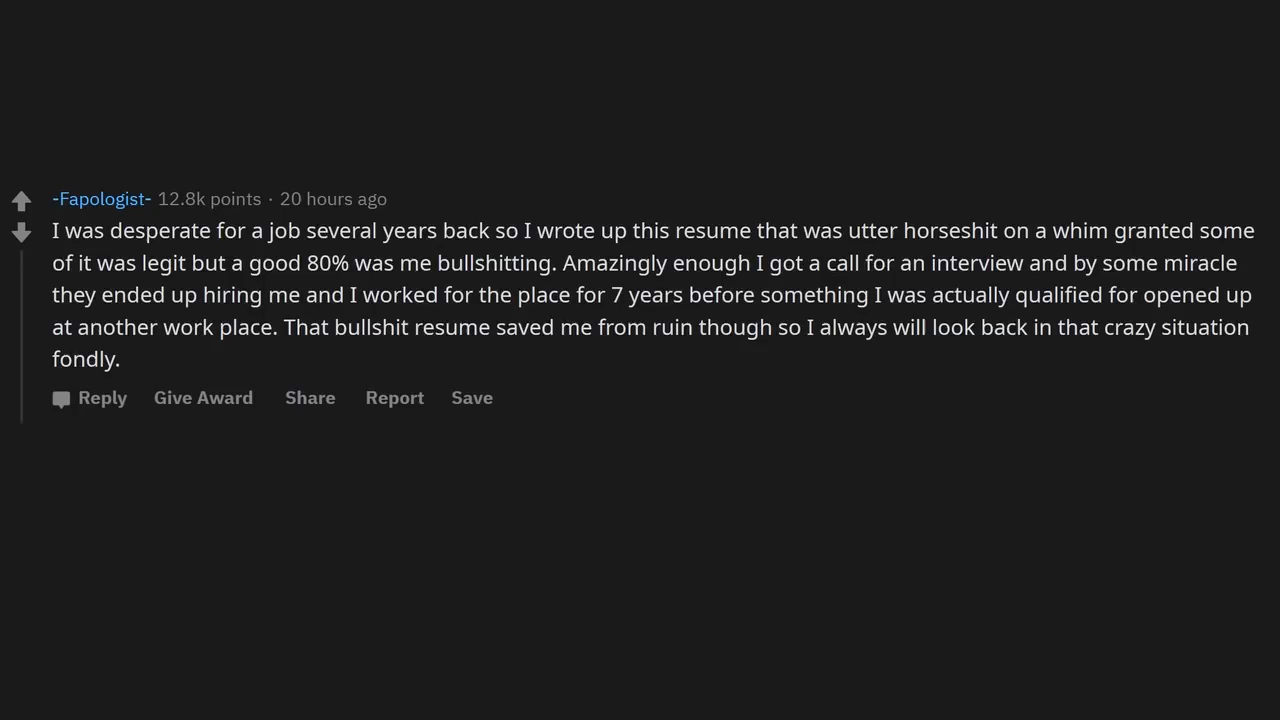 -Fapologist- 12.8k points · 20 hours ago
I was desperate for a job several years back so I wrote up this resume that was utter horseshit on a whim granted some
of it was legit but a good 80% was me bullshitting. Amazingly enough I got a call for an interview and by some miracle
they ended up hiring me and I worked for the place for 7 years before something I was actually qualified for opened up
at another work place. That bullshit resume saved me from ruin though so I always will look back in that crazy situation
fondly.
Reply Give Award Share Report Save